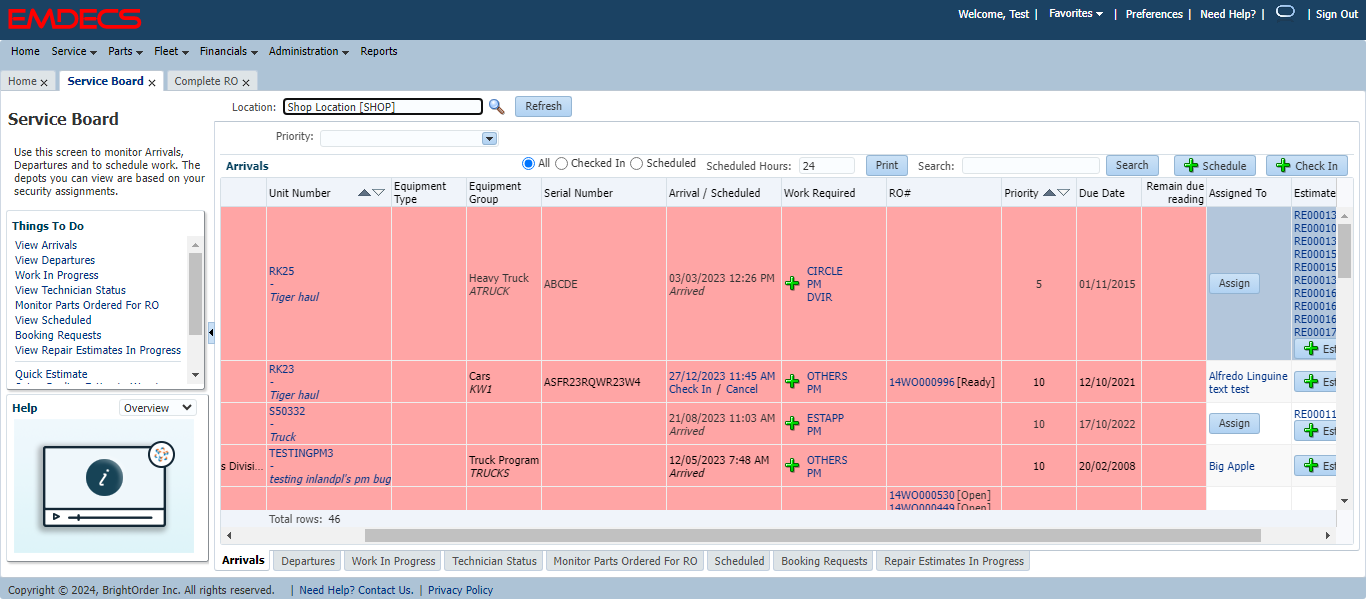 EMDECS
Welcome, Test | Favorites | Preferences | Need Help? | | Sign Out
Home Service Parts Fleet Financials Administration Reports
Home x Service Board x Complete RO x
Service Board
Use this screen to monitor Arrivals,
Departures and to schedule work. The
depots you can view are based on your
security assignments.
Things To Do
View Arrivals
View Departures
Work In Progress
View Technician Status
Monitor Parts Ordered For RO
View Scheduled
Booking Requests
View Repair Estimates In Progress
Quick Estimate
Help Overview
i
Location: Shop Location [SHOP] Refresh
Priority:
Arrivals All Checked In Scheduled Scheduled Hours: 24 Print Search: Search Schedule Check In
Unit Number Equipment Type Equipment Group Serial Number Arrival / Scheduled Work Required RO# Priority Due Date Remain due reading Assigned To Estimate
RK25
-
Tiger haul
Heavy Truck
ATRUCK
ABCDE
03/03/2023 12:26 PM
Arrived
CIRCLE
PM
DVIR
5
01/11/2015
Assign
RE00013
RE00010
RE00013
RE00015
RE00015
RE00013
RE00016
RE00016
RE00016
RE00017
Est
RK23
-
Tiger haul
Cars
KW1
ASFR23RQWR23W4
27/12/2023 11:45 AM
Check In / Cancel
OTHERS
PM
14WO000996 [Ready]
10
12/10/2021
Alfredo Linguine
text test
Est
S50332
-
Truck
21/08/2023 11:03 AM
Arrived
ESTAPP
PM
10
17/10/2022
Assign
RE00011
Est
s Divisi...
TESTINGPM3
-
testing inlandpl's pm bug
Truck Program
TRUCKS
12/05/2023 7:48 AM
Arrived
OTHERS
PM
10
20/02/2008
Big Apple
Est
14WO000530 [Open]
14WO000449 [Open]
Total rows: 46
Arrivals Departures Work In Progress Technician Status Monitor Parts Ordered For RO Scheduled Booking Requests Repair Estimates In Progress
Copyright © 2024, BrightOrder Inc. All rights reserved. | Need Help? Contact Us. | Privacy Policy